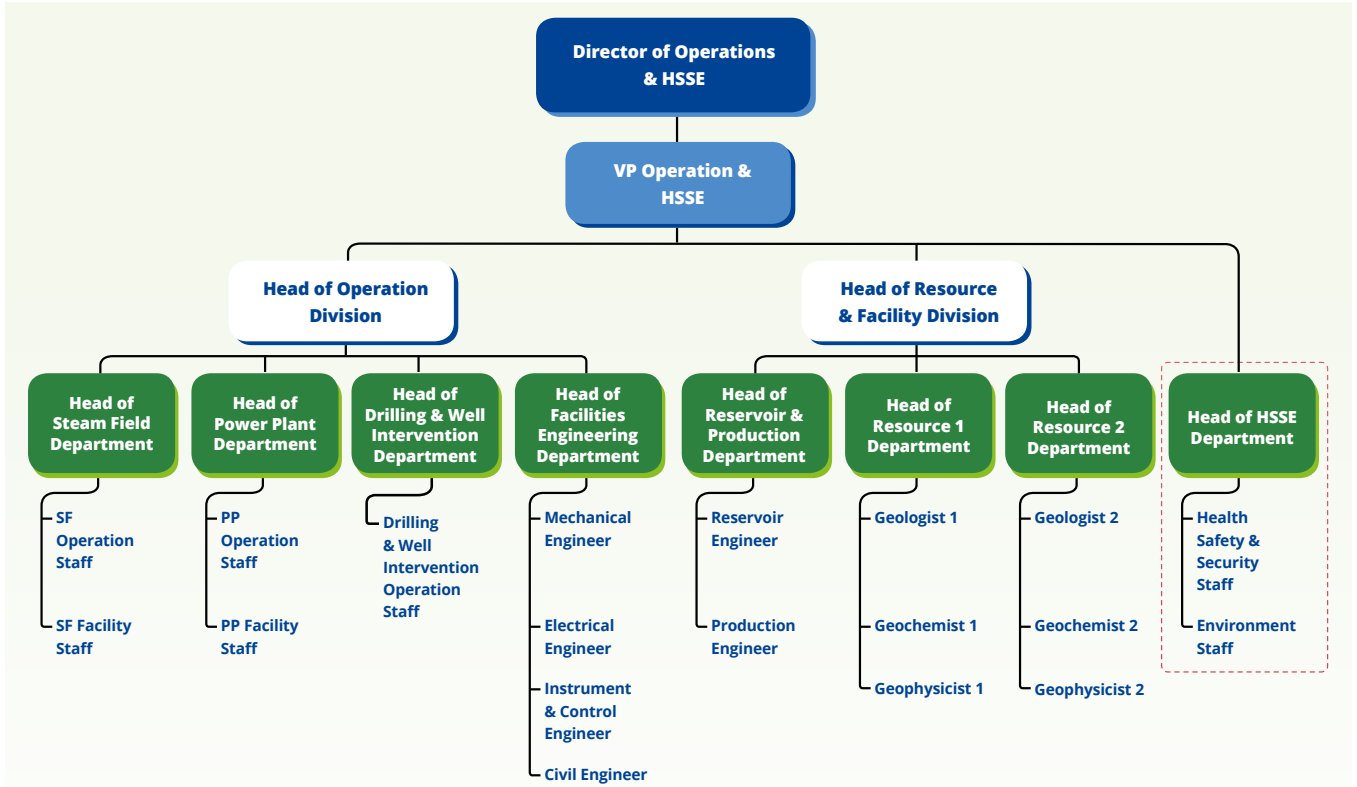 Director of Operations
& HSSE
VP Operation &
HSSE
Head of Operation
Division
Head of Resource
& Facility Division
Head of
Steam Field
Department
Head of
Power Plant
Department
Head of
Drilling & Well
Intervention
Department
Head of
Facilities
Engineering
Department
Head of
Reservoir &
Production
Department
Head of
Resource 1
Department
Head of
Resource 2
Department
Head of HSSE
Department
SF
Operation
Staff
SF Facility
Staff
PP
Operation
Staff
PP Facility
Staff
Drilling
& Well
Intervention
Operation
Staff
Mechanical
Engineer
Electrical
Engineer
Instrument
& Control
Engineer
Civil Engineer
Reservoir
Engineer
Production
Engineer
Geologist 1
Geochemist 1
Geophysicist 1
Geologist 2
Geochemist 2
Geophysicist 2
Health
Safety &
Security
Staff
Environment
Staff